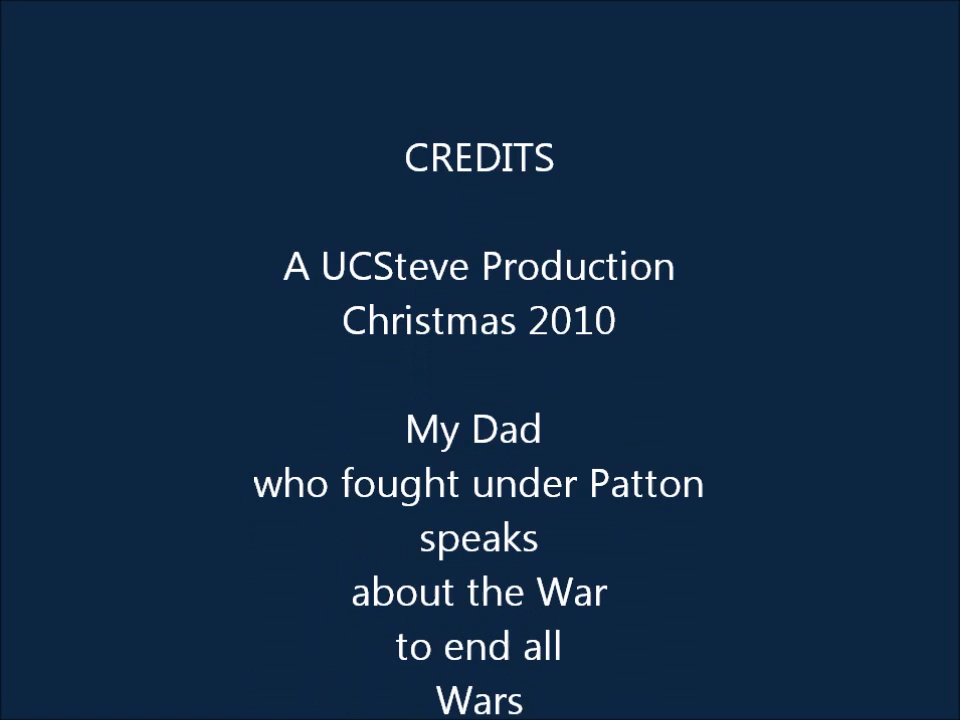 CREDITS
A UCSteve Production
Christmas 2010
My Dad
who fought under Patton
speaks
about the War
to end all
Wars